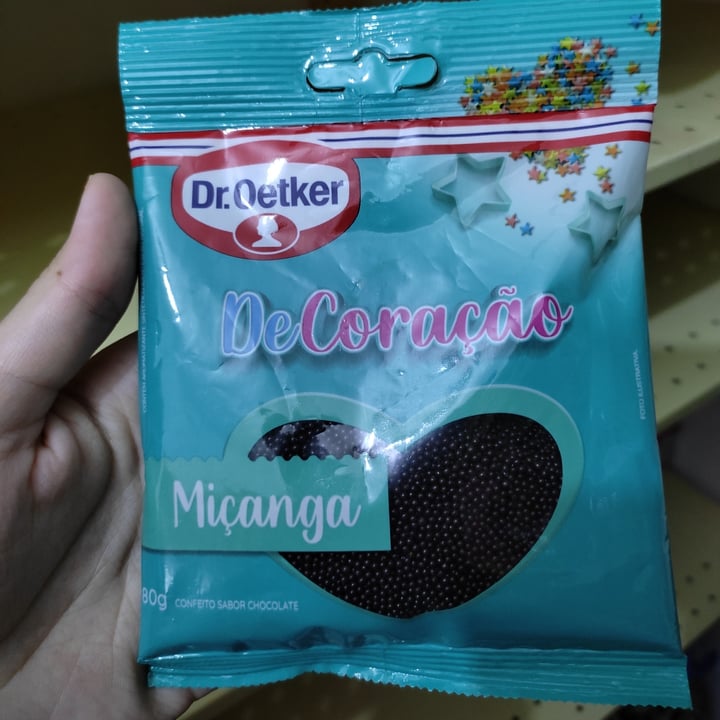 Dr. Oetker
DeCoração
Miçanga
80g CONFEITO SABOR CHOCOLATE
FOTO ILUSTRATIVA.